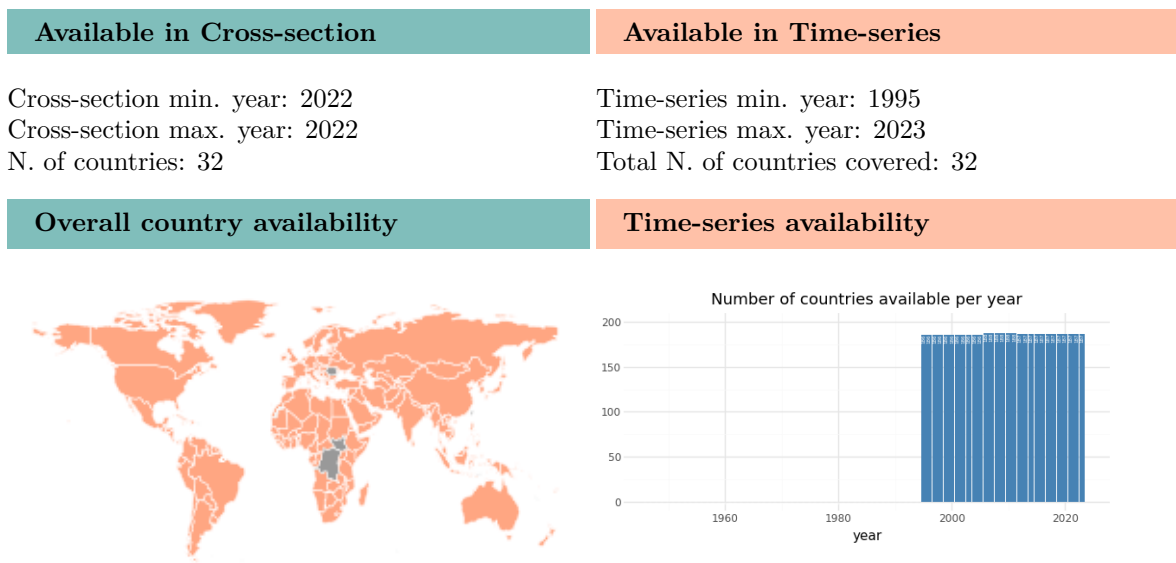 Available in Cross-section
Available in Time-series
Cross-section min. year: 2022
Cross-section max. year: 2022
N. of countries: 32
Time-series min. year: 1995
Time-series max. year: 2023
Total N. of countries covered: 32
Overall country availability
Time-series availability
Number of countries available per year
200
150
100
50
0
1960
1980
2000
2020
year